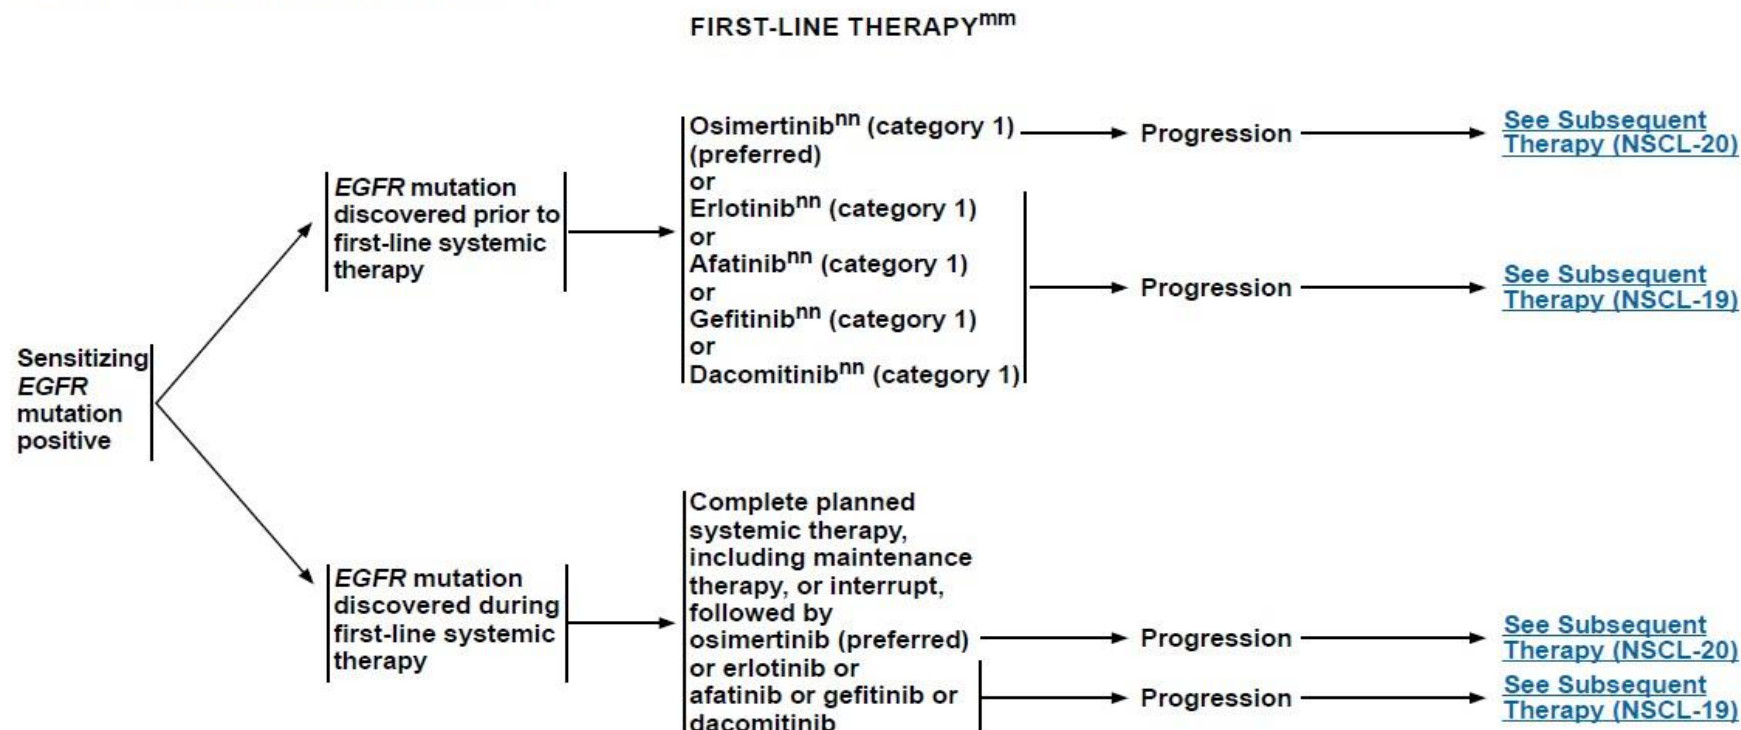 FIRST-LINE THERAPYmm
Osimertinibnn (category 1)
(preferred)
or
Erlotinibnn (category 1)
or
Afatinibnn (category 1)
or
Gefitinibnn (category 1)
or
Dacomitinibnn (category 1)
Progression
See Subsequent
Therapy (NSCL-20)
Progression
See Subsequent
Therapy (NSCL-19)
EGFR mutation
discovered prior to
first-line systemic
therapy
Sensitizing
EGFR
mutation
positive
EGFR mutation
discovered during
first-line systemic
therapy
Complete planned
systemic therapy,
including maintenance
therapy, or interrupt,
followed by
osimertinib (preferred)
or erlotinib or
afatinib or gefitinib or
dacomitinib
Progression
See Subsequent
Therapy (NSCL-20)
Progression
See Subsequent
Therapy (NSCL-19)